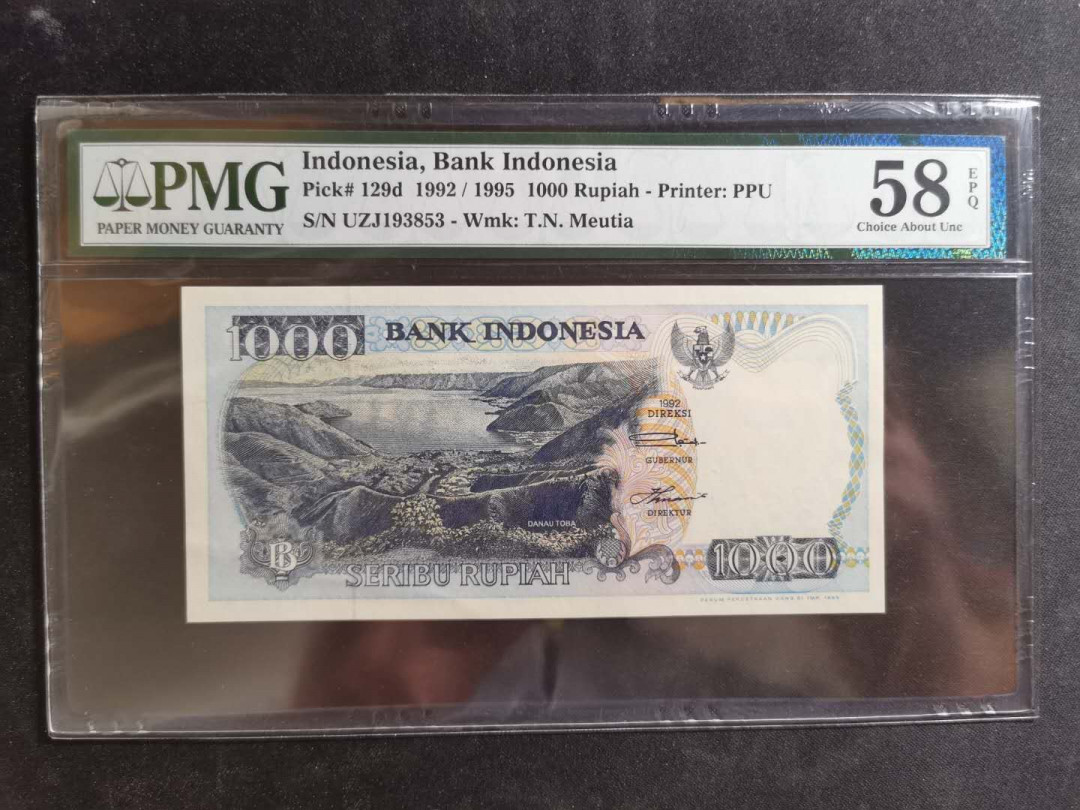 PMG
PAPER MONEY GUARANTY
Indonesia, Bank Indonesia
Pick# 129d 1992 / 1995 1000 Rupiah - Printer: PPU
S/N UZJ193853 - Wmk: T.N. Meutia
58
EPQ
Choice About Unc
1000
BANK INDONESIA
1992
DIREKSI
GUBERNUR
DIREKTUR
DANAU TOBA
B
SERIBU RUPIAH
1000